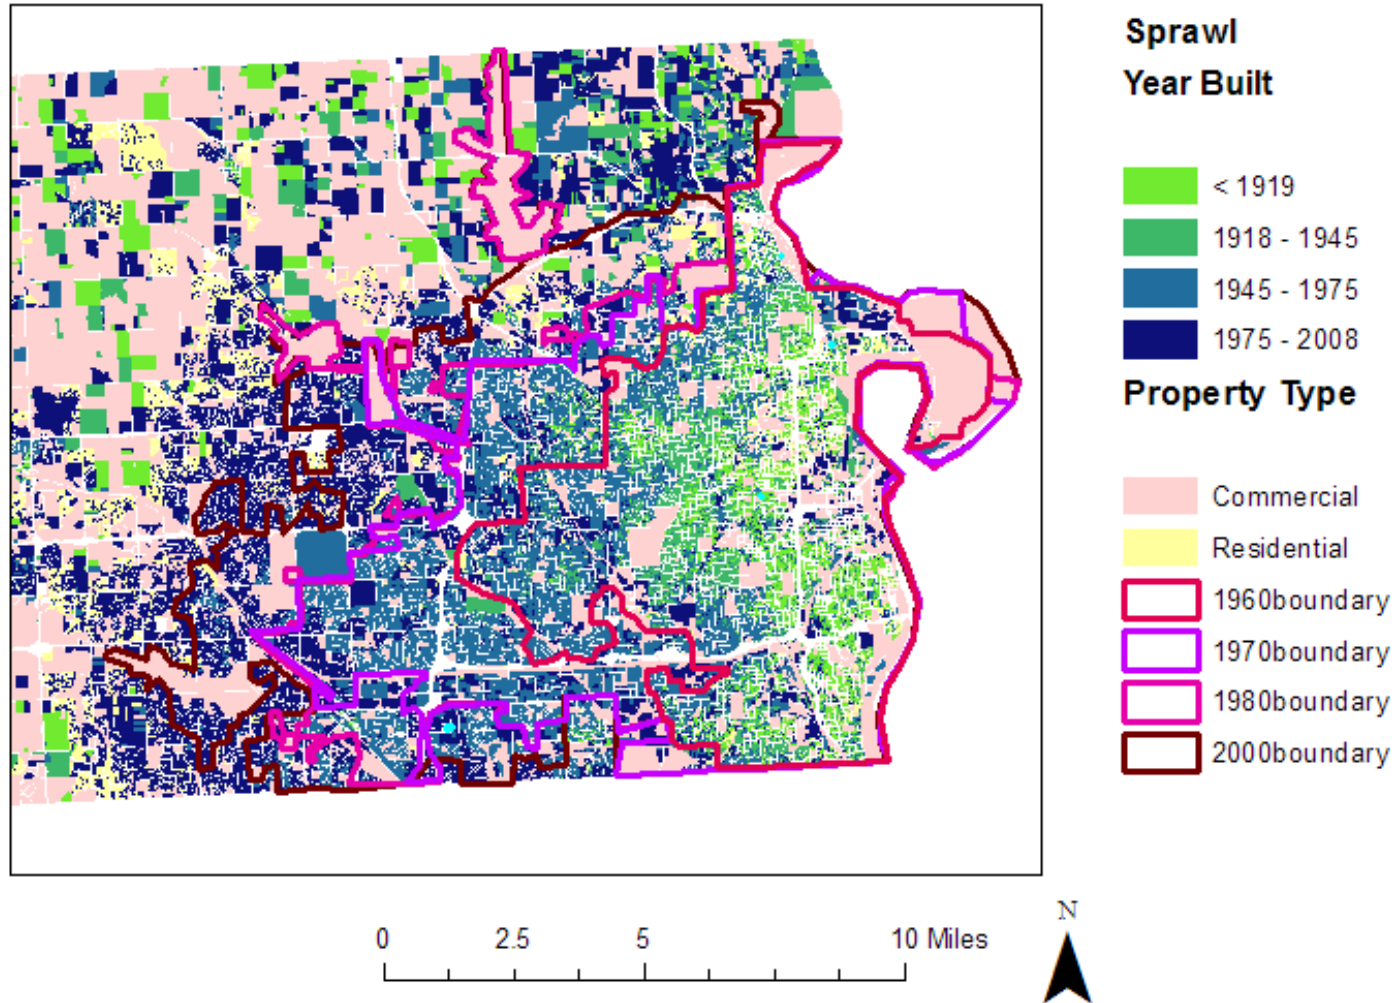 Sprawl
Year Built
< 1919
1918 - 1945
1945 - 1975
1975 - 2008
Property Type
Commercial
Residential
1960boundary
1970boundary
1980boundary
2000boundary
0 2.5 5 10 Miles
N